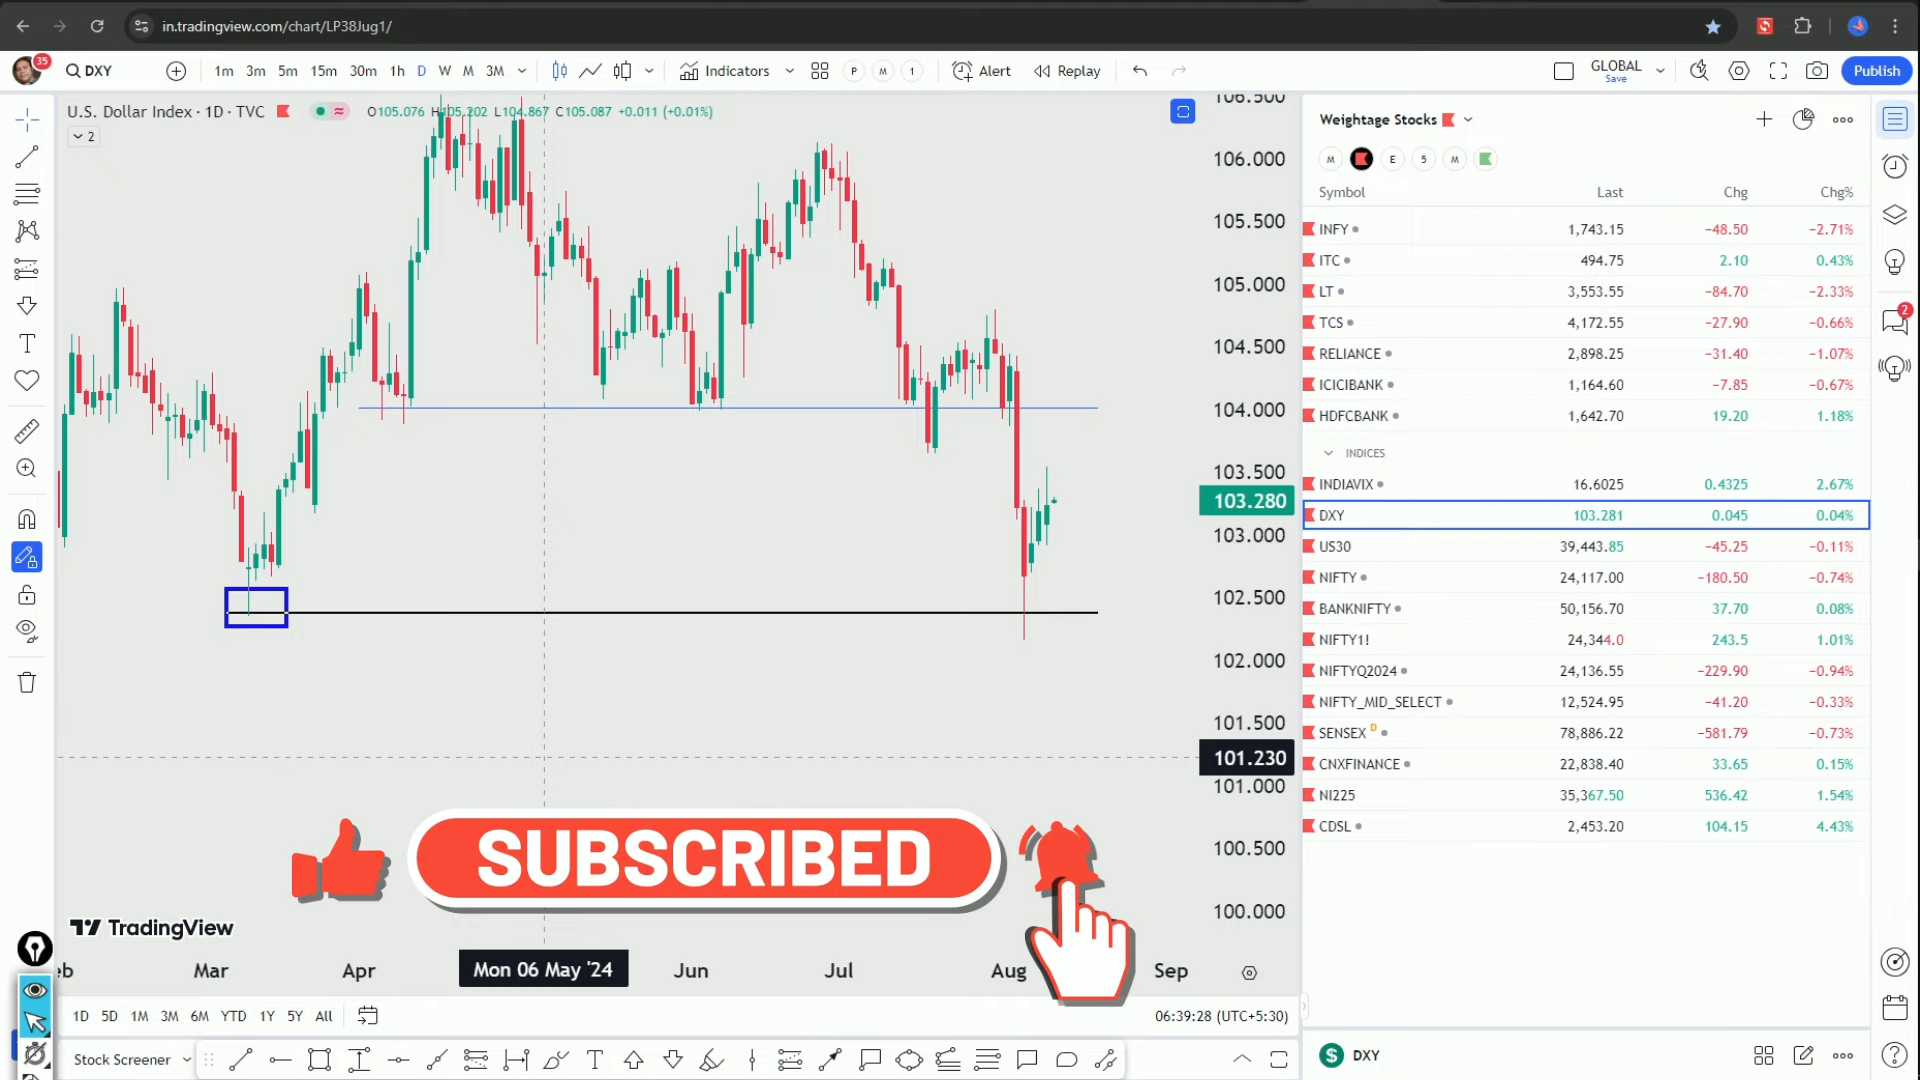 in.tradingview.com/chart/LP38Jug1/
35
DXY
1m 3m 5m 15m 30m 1h D W M 3M
Indicators
P M 1
Alert
Replay
GLOBAL
Save
Publish
U.S. Dollar Index · 1D · TVC
O105.076 H105.202 L104.867 C105.087 +0.011 (+0.01%)
2
106.500
106.000
105.500
105.000
104.500
104.000
103.500
103.280
103.000
102.500
102.000
101.500
101.230
101.000
100.500
100.000
SUBSCRIBED
TradingView
eb Mar Apr Mon 06 May '24 Jun Jul Aug Sep
1D 5D 1M 3M 6M YTD 1Y 5Y All
06:39:28 (UTC+5:30)
Stock Screener
Weightage Stocks
M E 5 M
Symbol Last Chg Chg%
INFY 1,743.15 −48.50 −2.71%
ITC 494.75 2.10 0.43%
LT 3,553.55 −84.70 −2.33%
TCS 4,172.55 −27.90 −0.66%
RELIANCE 2,898.25 −31.40 −1.07%
ICICIBANK 1,164.60 −7.85 −0.67%
HDFCBANK 1,642.70 19.20 1.18%
INDICES
INDIAVIX 16.6025 0.4325 2.67%
DXY 103.281 0.045 0.04%
US30 39,443.85 −45.25 −0.11%
NIFTY 24,117.00 −180.50 −0.74%
BANKNIFTY 50,156.70 37.70 0.08%
NIFTY1! 24,344.0 243.5 1.01%
NIFTYQ2024 24,136.55 −229.90 −0.94%
NIFTY_MID_SELECT 12,524.95 −41.20 −0.33%
SENSEX D 78,886.22 −581.79 −0.73%
CNXFINANCE 22,838.40 33.65 0.15%
NI225 35,367.50 536.42 1.54%
CDSL 2,453.20 104.15 4.43%
2
S DXY